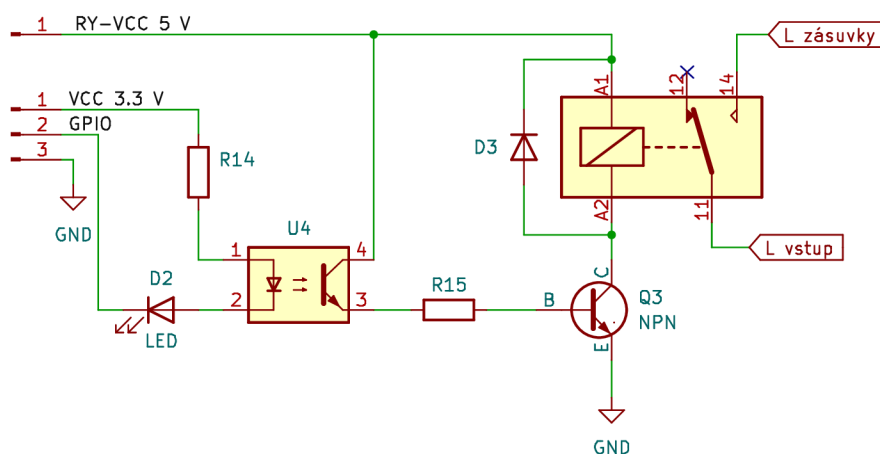 1 RY-VCC 5 V
L zásuvky
1 VCC 3.3 V
2 GPIO
3
GND
R14
D3
A1
12
14
A2
11
L vstup
U4
1
4
2
3
D2
LED
R15
B
C
E
Q3
NPN
GND